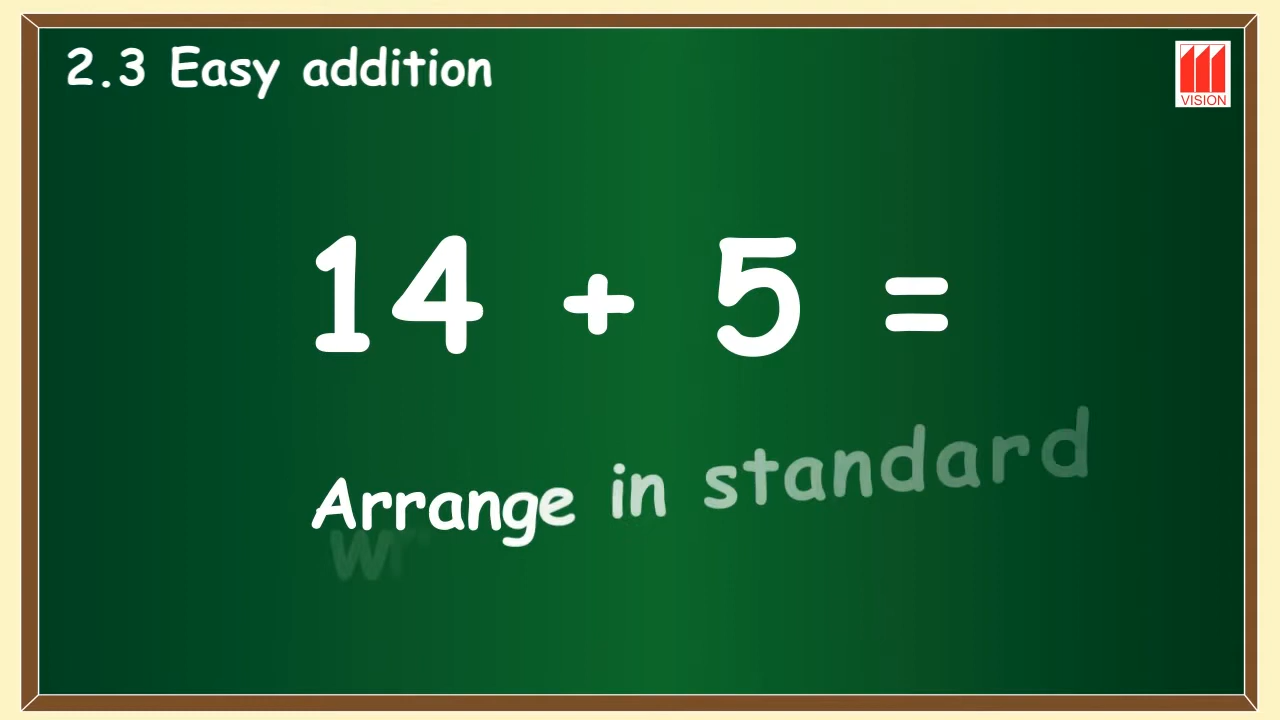 2.3 Easy addition
VISION
14 + 5 =
Arrange in standard